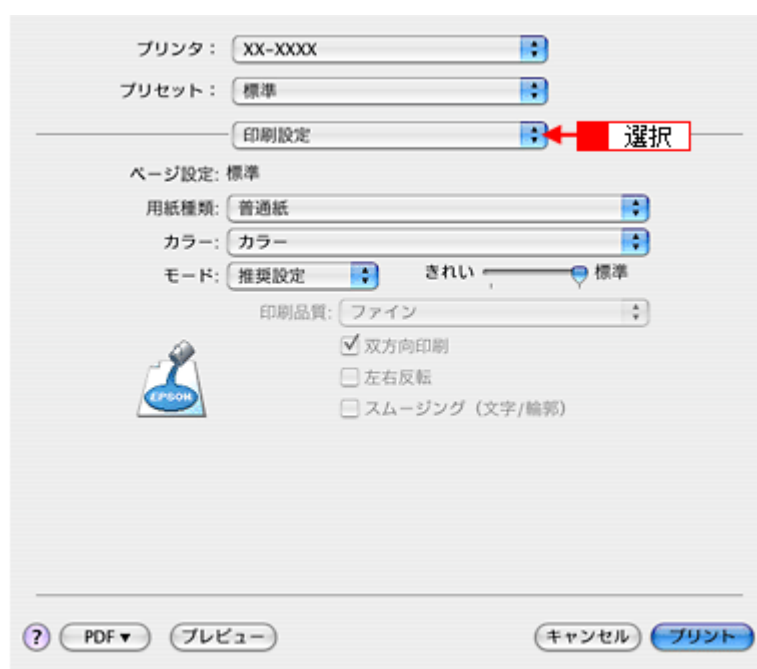 プリンタ： XX-XXXX
プリセット： 標準
印刷設定 選択
ページ設定: 標準
用紙種類: 普通紙
カラー: カラー
モード: 推奨設定 きれい 標準
印刷品質: ファイン
双方向印刷
左右反転
スムージング（文字/輪郭）
EPSON
? PDF▼ プレビュー キャンセル プリント